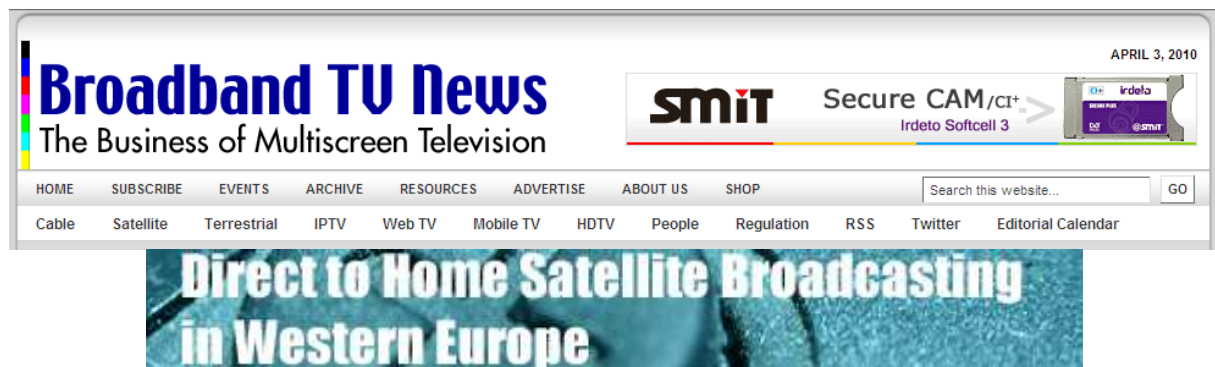 APRIL 3, 2010
Broadband TV News
The Business of Multiscreen Television
SMiT
Secure CAM/CI+
Irdeto Softcell 3
CI+ irdeto
@SMiT
HOME SUBSCRIBE EVENTS ARCHIVE RESOURCES ADVERTISE ABOUT US SHOP Search this website... GO
Cable Satellite Terrestrial IPTV Web TV Mobile TV HDTV People Regulation RSS Twitter Editorial Calendar
Direct to Home Satellite Broadcasting
in Western Europe